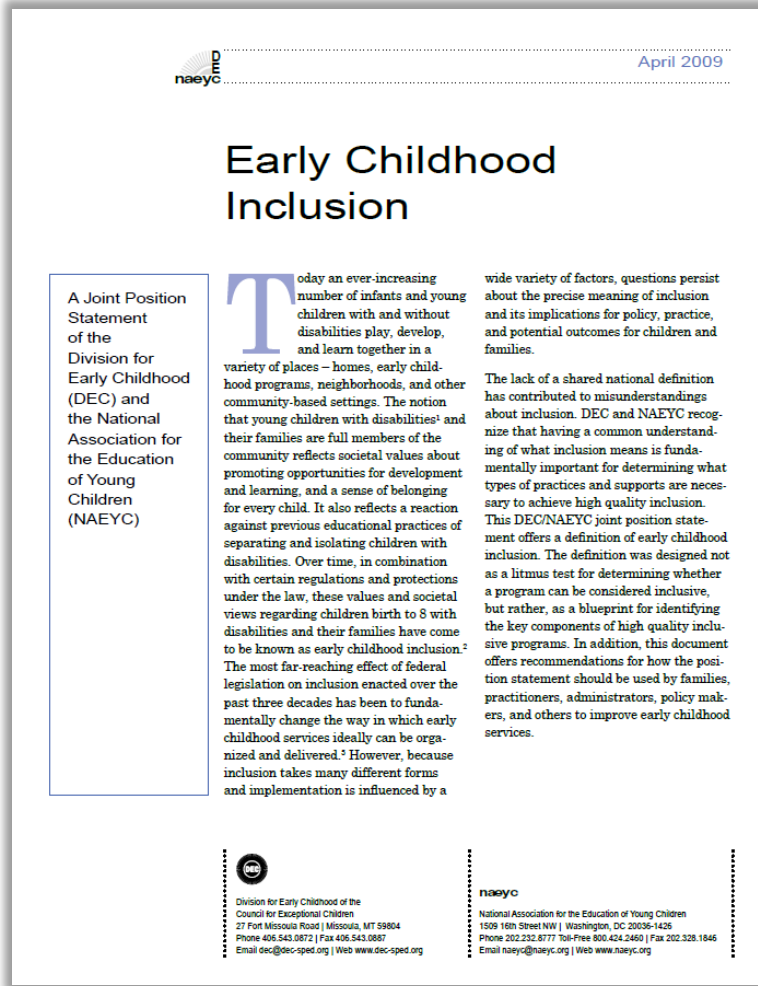 DEC
naeyc
April 2009
Early Childhood
Inclusion
A Joint Position
Statement
of the
Division for
Early Childhood
(DEC) and
the National
Association for
the Education
of Young
Children
(NAEYC)
Today an ever-increasing
number of infants and young
children with and without
disabilities play, develop,
and learn together in a
variety of places – homes, early child-
hood programs, neighborhoods, and other
community-based settings. The notion
that young children with disabilities¹ and
their families are full members of the
community reflects societal values about
promoting opportunities for development
and learning, and a sense of belonging
for every child. It also reflects a reaction
against previous educational practices of
separating and isolating children with
disabilities. Over time, in combination
with certain regulations and protections
under the law, these values and societal
views regarding children birth to 8 with
disabilities and their families have come
to be known as early childhood inclusion.²
The most far-reaching effect of federal
legislation on inclusion enacted over the
past three decades has been to funda-
mentally change the way in which early
childhood services ideally can be orga-
nized and delivered.³ However, because
inclusion takes many different forms
and implementation is influenced by a
wide variety of factors, questions persist
about the precise meaning of inclusion
and its implications for policy, practice,
and potential outcomes for children and
families.
The lack of a shared national definition
has contributed to misunderstandings
about inclusion. DEC and NAEYC recog-
nize that having a common understand-
ing of what inclusion means is funda-
mentally important for determining what
types of practices and supports are neces-
sary to achieve high quality inclusion.
This DEC/NAEYC joint position state-
ment offers a definition of early childhood
inclusion. The definition was designed not
as a litmus test for determining whether
a program can be considered inclusive,
but rather, as a blueprint for identifying
the key components of high quality inclu-
sive programs. In addition, this document
offers recommendations for how the posi-
tion statement should be used by families,
practitioners, administrators, policy mak-
ers, and others to improve early childhood
services.
DEC
Division for Early Childhood of the
Council for Exceptional Children
27 Fort Missoula Road | Missoula, MT 59804
Phone 406.543.0872 | Fax 406.543.0887
Email dec@dec-sped.org | Web www.dec-sped.org
naeyc
National Association for the Education of Young Children
1509 16th Street NW | Washington, DC 20036-1426
Phone 202.232.8777 Toll-Free 800.424.2460 | Fax 202.328.1846
Email naeyc@naeyc.org | Web www.naeyc.org